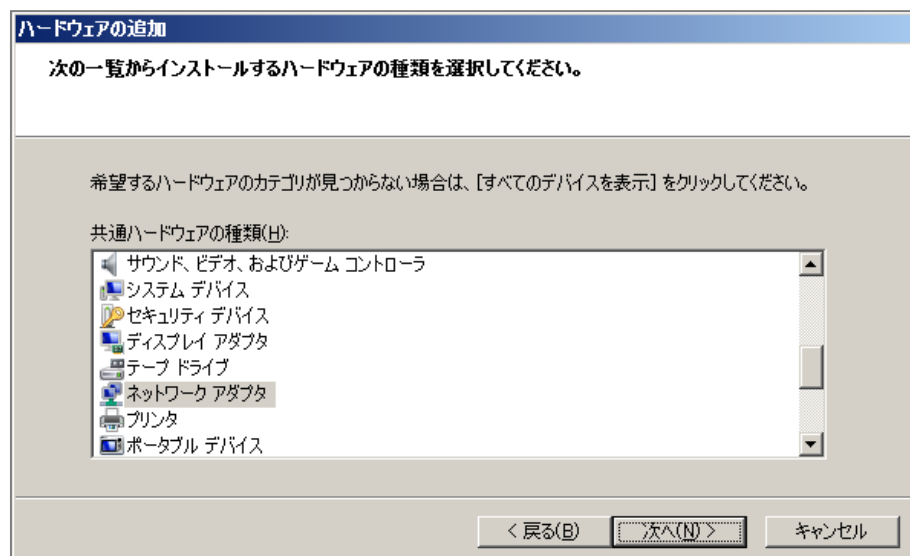 ハードウェアの追加
次の一覧からインストールするハードウェアの種類を選択してください。
希望するハードウェアのカテゴリが見つからない場合は、[すべてのデバイスを表示] をクリックしてください。
共通ハードウェアの種類(H):
サウンド、ビデオ、およびゲーム コントローラ
システム デバイス
セキュリティ デバイス
ディスプレイ アダプタ
テープ ドライブ
ネットワーク アダプタ
プリンタ
ポータブル デバイス
< 戻る(B) 次へ(N) > キャンセル